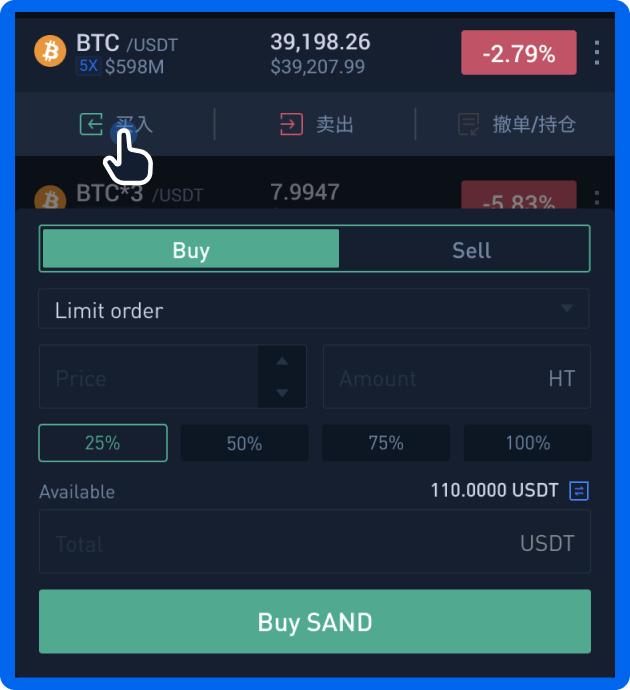 BTC /USDT 39,198.26 -2.79%
5X $598M $39,207.99
买入 卖出 撤单/持仓
BTC*3 /USDT 7.9947 -5.83%
Buy Sell
Limit order
Price Amount HT
25% 50% 75% 100%
Available 110.0000 USDT
Total USDT
Buy SAND